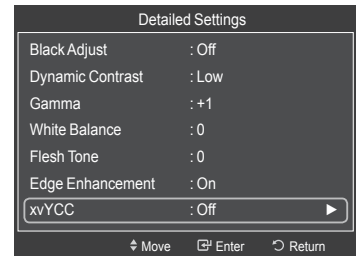 Detailed Settings
Black Adjust : Off
Dynamic Contrast : Low
Gamma : +1
White Balance : 0
Flesh Tone : 0
Edge Enhancement : On
xvYCC : Off ►
Move Enter Return